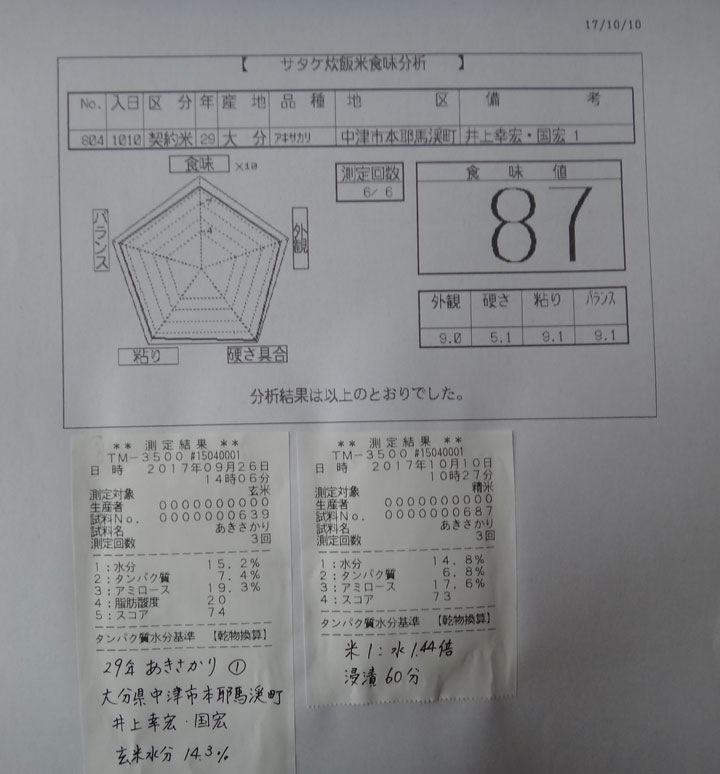 17/10/10
【 サタケ炊飯米食味分析 】
No. 入日 区分 年 産地 品種 地区 備考
804 1010 契約米 29 大分 アキサカリ 中津市本耶馬渓町 井上幸宏・国宏 1
食味 ×10
バランス
外観
粘り
硬さ具合
7
4
測定回数
6/ 6
食味値
87
外観 硬さ 粘り バランス
9.0 5.1 9.1 9.1
分析結果は以上のとおりでした。
** 測定結果 **
TM-3500 #15040001
日時 2017年09月26日
14時06分
測定対象 玄米
生産者 0000000000
試料No. 0000000639
試料名 あきさかり
測定回数 3回
1:水分 15.2%
2:タンパク質 7.4%
3:アミロース 19.3%
4:脂肪酸度 20
5:スコア 74
タンパク質水分基準 【乾物換算】
29年 あきさかり ①
大分県中津市本耶馬渓町
井上幸宏・国宏
玄米水分 14.3%
** 測定結果 **
TM-3500 #15040001
日時 2017年10月10日
10時27分
測定対象 精米
生産者 0000000000
試料No. 0000000687
試料名 あきさかり
測定回数 3回
1:水分 14.8%
2:タンパク質 6.8%
3:アミロース 17.6%
4:スコア 73
タンパク質水分基準 【乾物換算】
米1:水1.44倍
浸漬60分